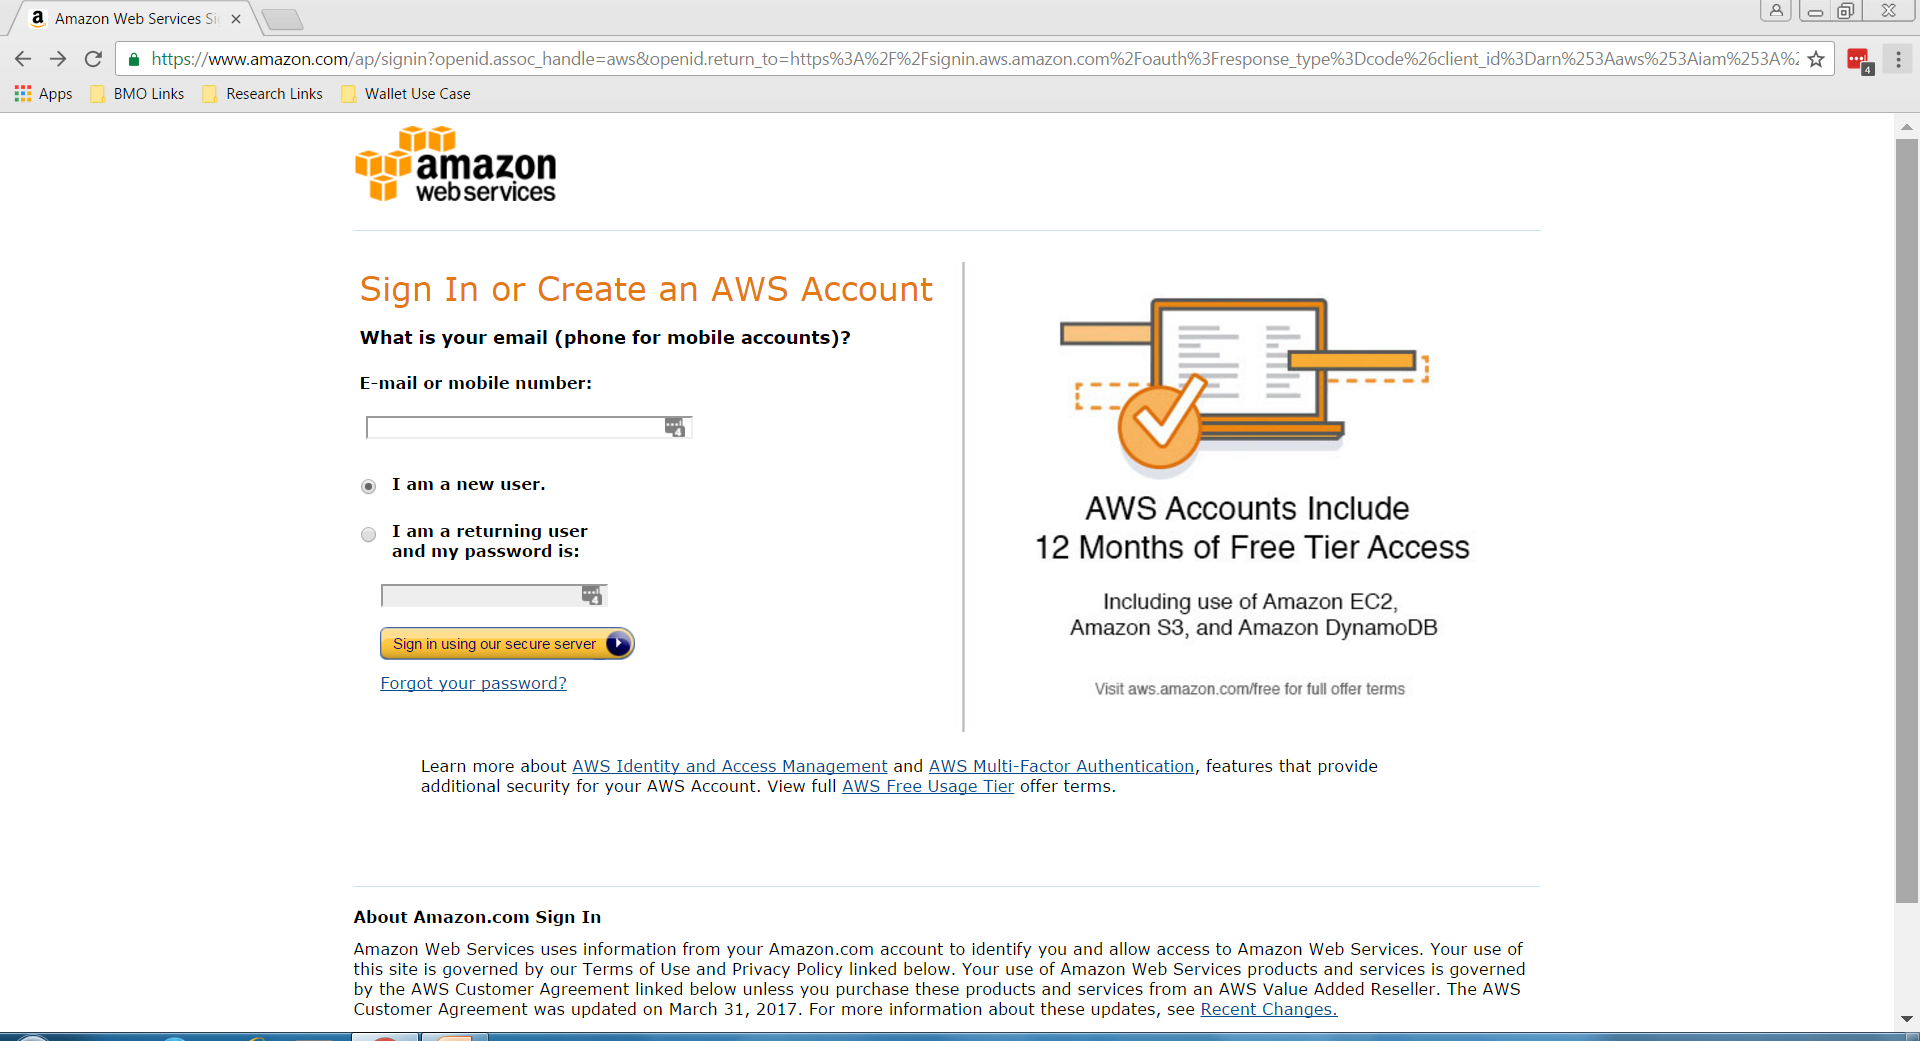 Amazon Web Services Si
https://www.amazon.com/ap/signin?openid.assoc_handle=aws&openid.return_to=https%3A%2F%2Fsignin.aws.amazon.com%2Foauth%3Fresponse_type%3Dcode%26client_id%3Darn%253Aaws%253Aiam%253A%2
4
Apps
BMO Links
Research Links
Wallet Use Case
amazon
web services
Sign In or Create an AWS Account
What is your email (phone for mobile accounts)?
E-mail or mobile number:
4
I am a new user.
I am a returning user
and my password is:
4
Sign in using our secure server
Forgot your password?
AWS Accounts Include
12 Months of Free Tier Access
Including use of Amazon EC2,
Amazon S3, and Amazon DynamoDB
Visit aws.amazon.com/free for full offer terms
Learn more about AWS Identity and Access Management and AWS Multi-Factor Authentication, features that provide
additional security for your AWS Account. View full AWS Free Usage Tier offer terms.
About Amazon.com Sign In
Amazon Web Services uses information from your Amazon.com account to identify you and allow access to Amazon Web Services. Your use of
this site is governed by our Terms of Use and Privacy Policy linked below. Your use of Amazon Web Services products and services is governed
by the AWS Customer Agreement linked below unless you purchase these products and services from an AWS Value Added Reseller. The AWS
Customer Agreement was updated on March 31, 2017. For more information about these updates, see Recent Changes.